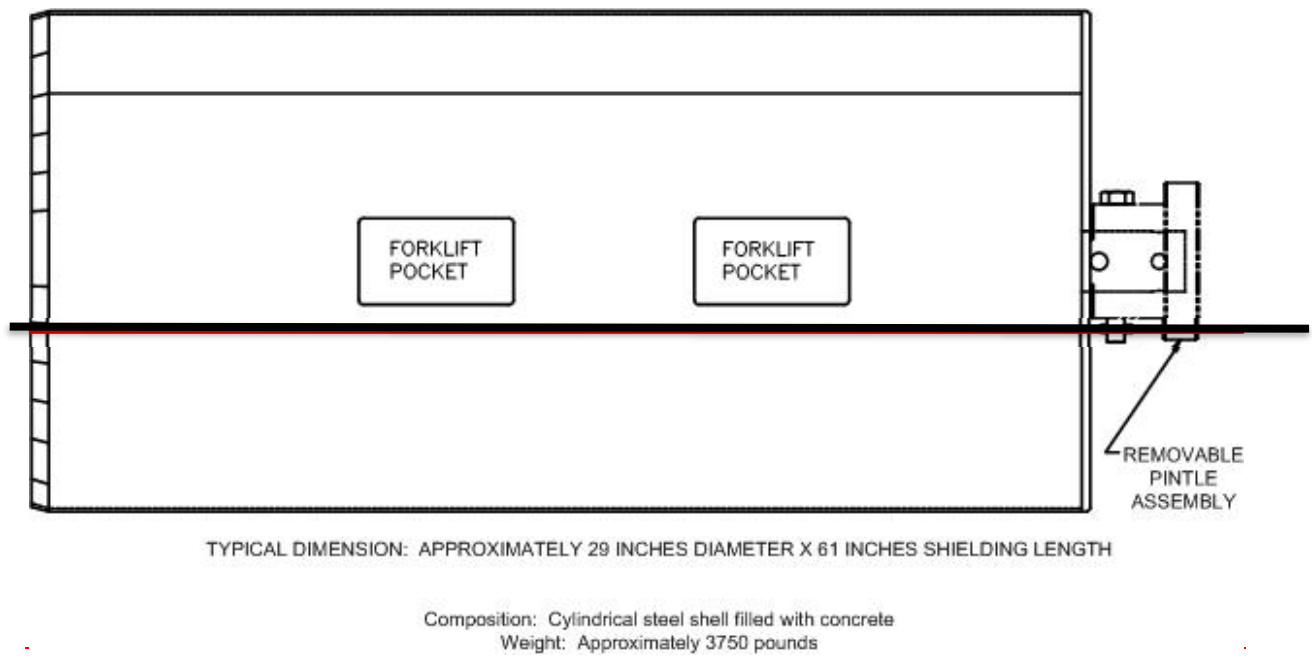 FORKLIFT
POCKET
FORKLIFT
POCKET
REMOVABLE
PINTLE
ASSEMBLY
TYPICAL DIMENSION: APPROXIMATELY 29 INCHES DIAMETER X 61 INCHES SHIELDING LENGTH
Composition: Cylindrical steel shell filled with concrete
Weight: Approximately 3750 pounds